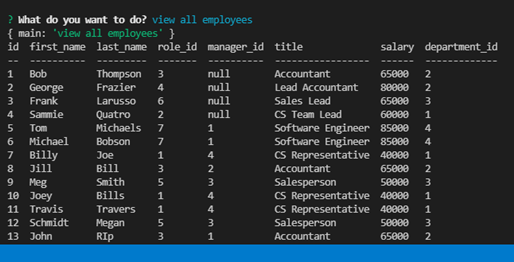 ? What do you want to do? view all employees
{ main: 'view all employees' }
id  first_name  last_name  role_id  manager_id  title              salary  department_id
--  ----------  ---------  -------  ----------  -----------------  ------  -------------
1   Bob         Thompson   3        null        Accountant         65000   2
2   George      Frazier    4        null        Lead Accountant    80000   2
3   Frank       Larusso    6        null        Sales Lead         65000   3
4   Sammie      Quatro     2        null        CS Team Lead       60000   1
5   Tom         Michaels   7        1           Software Engineer  85000   4
6   Michael     Bobson     7        1           Software Engineer  85000   4
7   Billy       Joe        1        4           CS Representative  40000   1
8   Jill        Bill       3        2           Accountant         65000   2
9   Meg         Smith      5        3           Salesperson        50000   3
10  Joey        Bills      1        4           CS Representative  40000   1
11  Travis      Travers    1        4           CS Representative  40000   1
12  Schmidt     Megan      5        3           Salesperson        50000   3
13  John        RIp        3        1           Accountant         65000   2